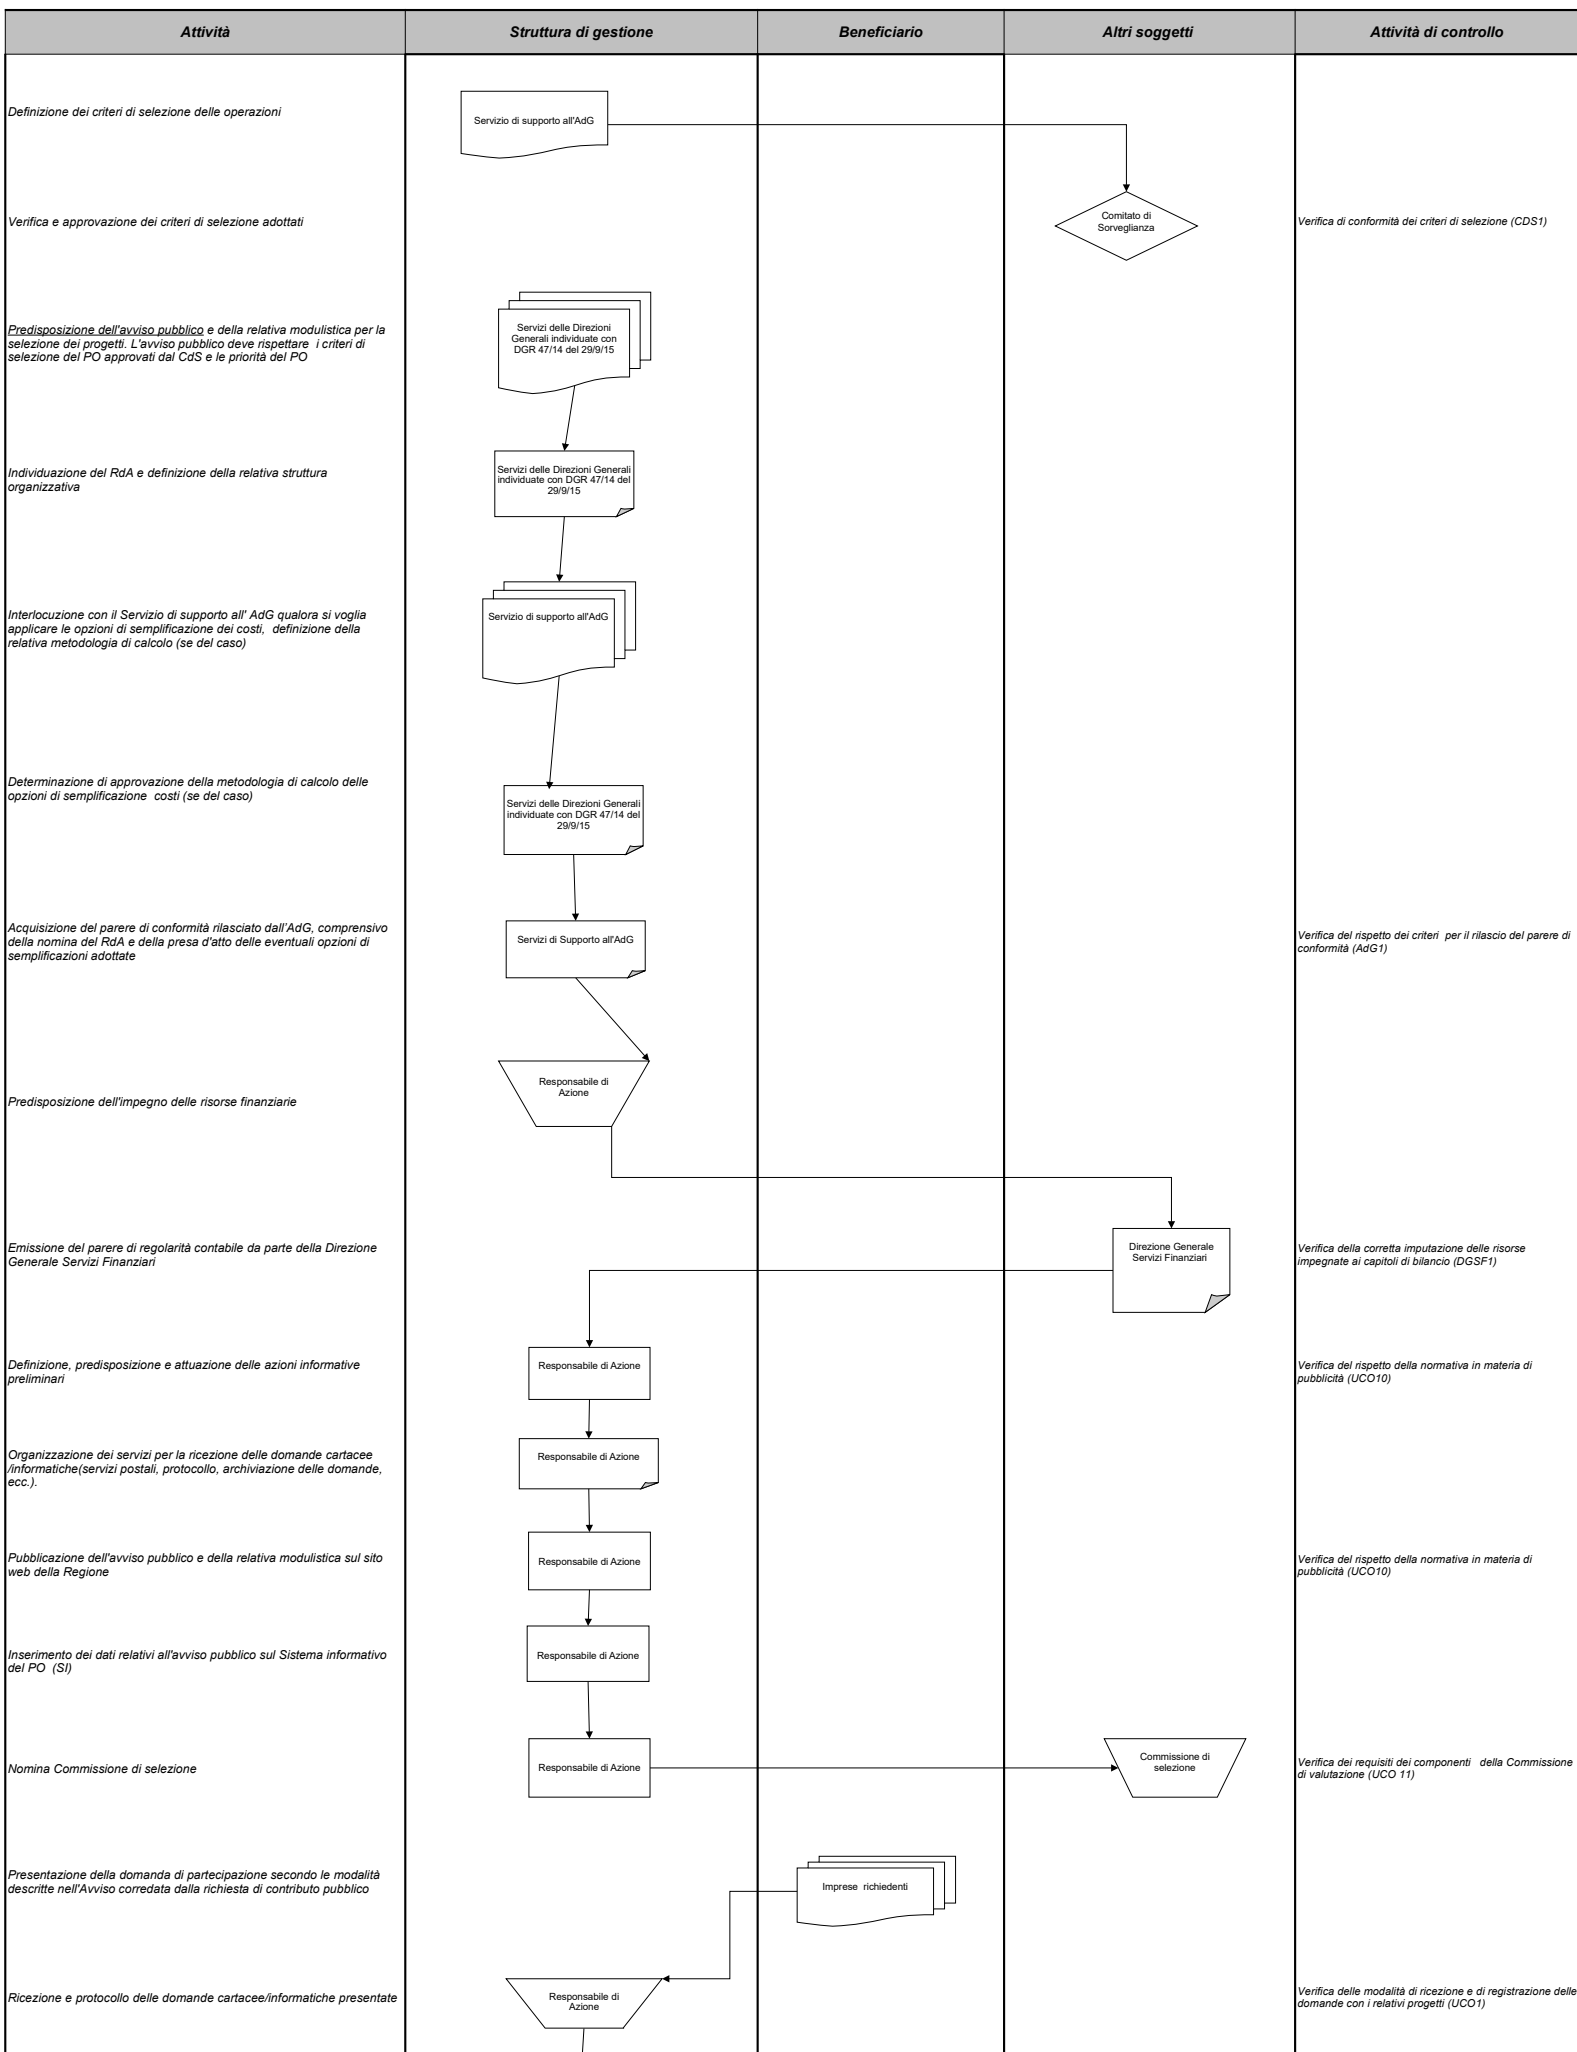 Attività
Struttura di gestione
Beneficiario
Altri soggetti
Attività di controllo
Definizione dei criteri di selezione delle operazioni
Servizio di supporto all'AdG
Verifica e approvazione dei criteri di selezione adottati
Comitato di
Sorveglianza
Verifica di conformità dei criteri di selezione (CDS1)
Predisposizione dell'avviso pubblico e della relativa modulistica per la
selezione dei progetti. L'avviso pubblico deve rispettare i criteri di
selezione del PO approvati dal CdS e le priorità del PO
Servizi delle Direzioni
Generali individuate con
DGR 47/14 del 29/9/15
Individuazione del RdA e definizione della relativa struttura
organizzativa
Servizi delle Direzioni Generali
individuate con DGR 47/14 del
29/9/15
Interlocuzione con il Servizio di supporto all' AdG qualora si voglia
applicare le opzioni di semplificazione dei costi, definizione della
relativa metodologia di calcolo (se del caso)
Servizio di supporto all'AdG
Determinazione di approvazione della metodologia di calcolo delle
opzioni di semplificazione costi (se del caso)
Servizi delle Direzioni Generali
individuate con DGR 47/14 del
29/9/15
Acquisizione del parere di conformità rilasciato dall'AdG, comprensivo
della nomina del RdA e della presa d'atto delle eventuali opzioni di
semplificazioni adottate
Servizi di Supporto all'AdG
Verifica del rispetto dei criteri per il rilascio del parere di
conformità (AdG1)
Predisposizione dell'impegno delle risorse finanziarie
Responsabile di
Azione
Emissione del parere di regolarità contabile da parte della Direzione
Generale Servizi Finanziari
Direzione Generale
Servizi Finanziari
Verifica della corretta imputazione delle risorse
impegnate ai capitoli di bilancio (DGSF1)
Definizione, predisposizione e attuazione delle azioni informative
preliminari
Responsabile di Azione
Verifica del rispetto della normativa in materia di
pubblicità (UCO10)
Organizzazione dei servizi per la ricezione delle domande cartacee
/informatiche(servizi postali, protocollo, archiviazione delle domande,
ecc.).
Responsabile di Azione
Pubblicazione dell'avviso pubblico e della relativa modulistica sul sito
web della Regione
Responsabile di Azione
Verifica del rispetto della normativa in materia di
pubblicità (UCO10)
Inserimento dei dati relativi all'avviso pubblico sul Sistema informativo
del PO (SI)
Responsabile di Azione
Nomina Commissione di selezione
Responsabile di Azione
Commissione di
selezione
Verifica dei requisiti dei componenti della Commissione
di valutazione (UCO 11)
Presentazione della domanda di partecipazione secondo le modalità
descritte nell'Avviso corredata dalla richiesta di contributo pubblico
Imprese richiedenti
Ricezione e protocollo delle domande cartacee/informatiche presentate
Responsabile di
Azione
Verifica delle modalità di ricezione e di registrazione delle
domande con i relativi progetti (UCO1)